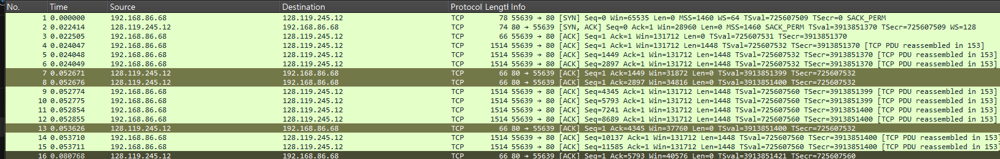 No. Time Source Destination Protocol Length Info
1 0.000000 192.168.86.68 128.119.245.12 TCP 78 55639 → 80 [SYN] Seq=0 Win=65535 Len=0 MSS=1460 WS=64 TSval=725607509 TSecr=0 SACK_PERM
2 0.022414 128.119.245.12 192.168.86.68 TCP 74 80 → 55639 [SYN, ACK] Seq=0 Ack=1 Win=28960 Len=0 MSS=1460 SACK_PERM TSval=3913851370 TSecr=725607509 WS=128
3 0.022505 192.168.86.68 128.119.245.12 TCP 66 55639 → 80 [ACK] Seq=1 Ack=1 Win=131712 Len=0 TSval=725607531 TSecr=3913851370
4 0.024047 192.168.86.68 128.119.245.12 TCP 1514 55639 → 80 [ACK] Seq=1 Ack=1 Win=131712 Len=1448 TSval=725607532 TSecr=3913851370 [TCP PDU reassembled in 153]
5 0.024048 192.168.86.68 128.119.245.12 TCP 1514 55639 → 80 [ACK] Seq=1449 Ack=1 Win=131712 Len=1448 TSval=725607532 TSecr=3913851370 [TCP PDU reassembled in 153]
6 0.024049 192.168.86.68 128.119.245.12 TCP 1514 55639 → 80 [ACK] Seq=2897 Ack=1 Win=131712 Len=1448 TSval=725607532 TSecr=3913851370 [TCP PDU reassembled in 153]
7 0.052671 128.119.245.12 192.168.86.68 TCP 66 80 → 55639 [ACK] Seq=1 Ack=1449 Win=31872 Len=0 TSval=3913851399 TSecr=725607532
8 0.052676 128.119.245.12 192.168.86.68 TCP 66 80 → 55639 [ACK] Seq=1 Ack=2897 Win=34816 Len=0 TSval=3913851400 TSecr=725607532
9 0.052774 192.168.86.68 128.119.245.12 TCP 1514 55639 → 80 [ACK] Seq=4345 Ack=1 Win=131712 Len=1448 TSval=725607560 TSecr=3913851399 [TCP PDU reassembled in 153]
10 0.052775 192.168.86.68 128.119.245.12 TCP 1514 55639 → 80 [ACK] Seq=5793 Ack=1 Win=131712 Len=1448 TSval=725607560 TSecr=3913851399 [TCP PDU reassembled in 153]
11 0.052854 192.168.86.68 128.119.245.12 TCP 1514 55639 → 80 [ACK] Seq=7241 Ack=1 Win=131712 Len=1448 TSval=725607560 TSecr=3913851400 [TCP PDU reassembled in 153]
12 0.052855 192.168.86.68 128.119.245.12 TCP 1514 55639 → 80 [ACK] Seq=8689 Ack=1 Win=131712 Len=1448 TSval=725607560 TSecr=3913851400 [TCP PDU reassembled in 153]
13 0.053626 128.119.245.12 192.168.86.68 TCP 66 80 → 55639 [ACK] Seq=1 Ack=4345 Win=37760 Len=0 TSval=3913851400 TSecr=725607532
14 0.053710 192.168.86.68 128.119.245.12 TCP 1514 55639 → 80 [ACK] Seq=10137 Ack=1 Win=131712 Len=1448 TSval=725607560 TSecr=3913851400 [TCP PDU reassembled in 153
15 0.053711 192.168.86.68 128.119.245.12 TCP 1514 55639 → 80 [ACK] Seq=11585 Ack=1 Win=131712 Len=1448 TSval=725607560 TSecr=3913851400 [TCP PDU reassembled in 153
16 0.080768 128.119.245.12 192.168.86.68 TCP 66 80 → 55639 [ACK] Seq=1 Ack=5793 Win=40576 Len=0 TSval=3913851421 TSecr=725607560